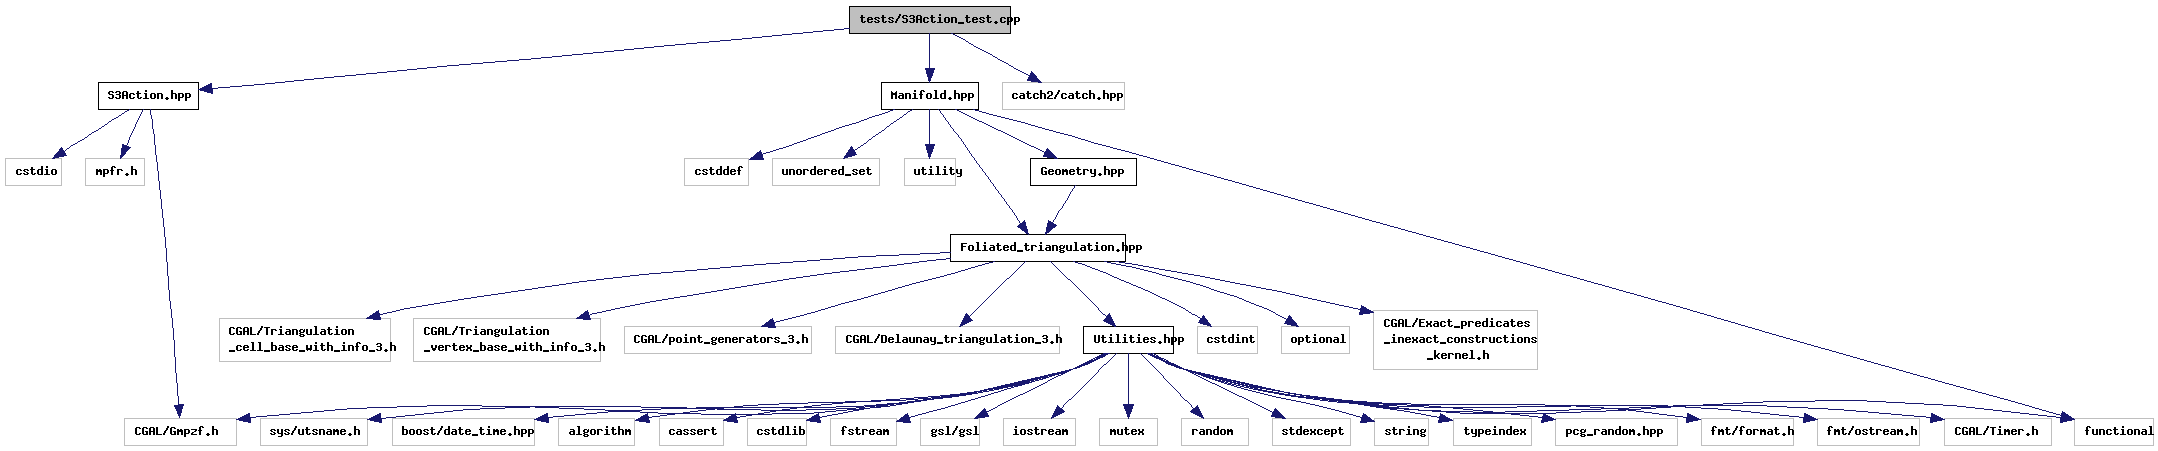 tests/S3Action_test.cpp
S3Action.hpp
Manifold.hpp
catch2/catch.hpp
cstdio
mpfr.h
cstddef
unordered_set
utility
Geometry.hpp
Foliated_triangulation.hpp
CGAL/Triangulation
_cell_base_with_info_3.h
CGAL/Triangulation
_vertex_base_with_info_3.h
CGAL/point_generators_3.h
CGAL/Delaunay_triangulation_3.h
Utilities.hpp
cstdint
optional
CGAL/Exact_predicates
_inexact_constructions
_kernel.h
CGAL/Gmpzf.h
sys/utsname.h
boost/date_time.hpp
algorithm
cassert
cstdlib
fstream
gsl/gsl
iostream
mutex
random
stdexcept
string
typeindex
pcg_random.hpp
fmt/format.h
fmt/ostream.h
CGAL/Timer.h
functional